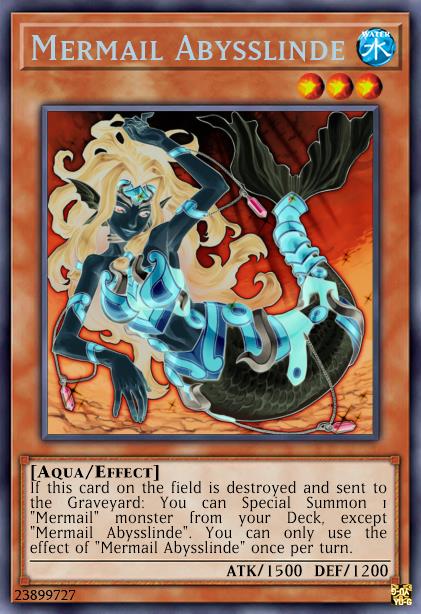 MERMAIL ABYSSLINDE
WATER
水
[AQUA/EFFECT]
If this card on the field is destroyed and sent to
the Graveyard: You can Special Summon 1
"Mermail" monster from your Deck, except
"Mermail Abysslinde". You can only use the
effect of "Mermail Abysslinde" once per turn.
ATK/1500 DEF/1200
23899727